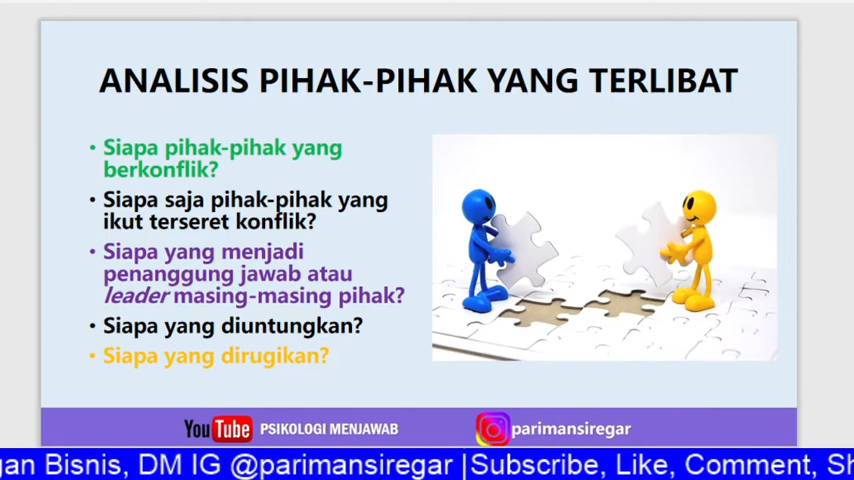 ANALISIS PIHAK-PIHAK YANG TERLIBAT
• Siapa pihak-pihak yang
berkonflik?
• Siapa saja pihak-pihak yang
ikut terseret konflik?
• Siapa yang menjadi
penanggung jawab atau
leader masing-masing pihak?
• Siapa yang diuntungkan?
• Siapa yang dirugikan?
YouTube PSIKOLOGI MENJAWAB
parimansiregar
gan Bisnis, DM IG @parimansiregar |Subscribe, Like, Comment, Sh